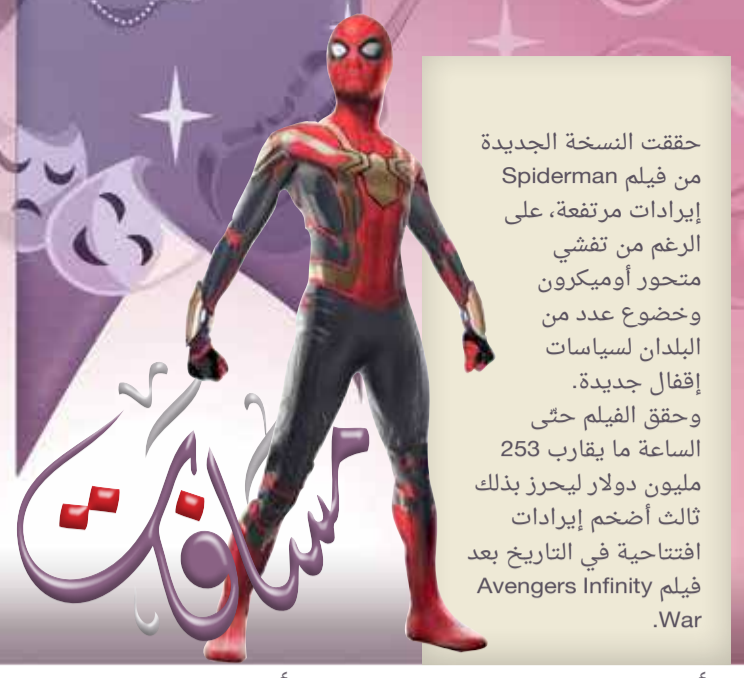 حققت النسخة الجديدة
من فيلم Spiderman
إيرادات مرتفعة، على
الرغم من تفشي
متحور أوميكرون
وخضوع عدد من
البلدان لسياسات
إقفال جديدة.
وحقق الفيلم حتّى
الساعة ما يقارب 253
مليون دولار ليحرز بذلك
ثالث أضخم إيرادات
افتتاحية في التاريخ بعد
فيلم Avengers Infinity
War.